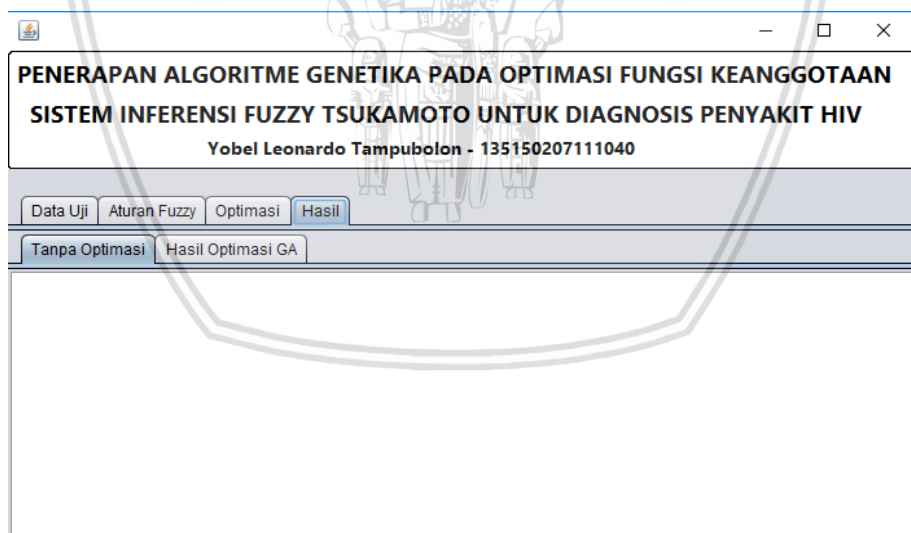 PENERAPAN ALGORITME GENETIKA PADA OPTIMASI FUNGSI KEANGGOTAAN
SISTEM INFERENSI FUZZY TSUKAMOTO UNTUK DIAGNOSIS PENYAKIT HIV
Yobel Leonardo Tampubolon - 135150207111040
Data Uji Aturan Fuzzy Optimasi Hasil
Tanpa Optimasi Hasil Optimasi GA